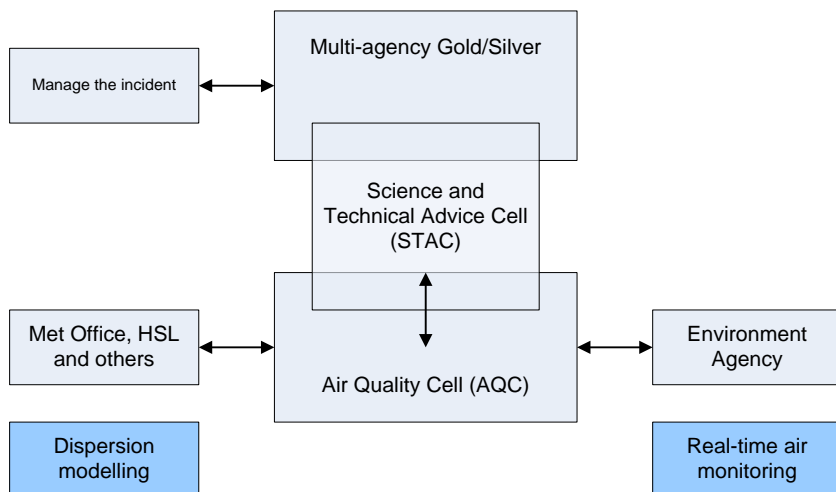 Multi-agency Gold/Silver
Manage the incident
Science and
Technical Advice Cell
(STAC)
Met Office, HSL
and others
Air Quality Cell (AQC)
Environment
Agency
Dispersion
modelling
Real-time air
monitoring